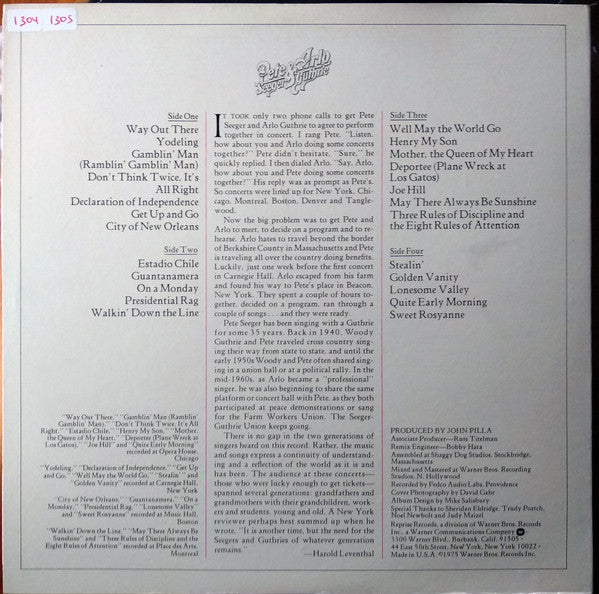 1304 1305
Pete & Arlo
Seeger Guthrie
Side One
Way Out There
Yodeling
Gamblin' Man
(Ramblin' Gamblin' Man)
Don't Think Twice, It's
All Right
Declaration of Independence
Get Up and Go
City of New Orleans
Side Two
Estadio Chile
Guantanamera
On a Monday
Presidential Rag
Walkin' Down the Line
"Way Out There," "Gamblin' Man (Ramblin'
Gamblin' Man)," "Don't Think Twice, It's All
Right," "Estadio Chile," "Henry My Son," "Mother,
the Queen of My Heart," "Deportee (Plane Wreck at
Los Gatos)," "Joe Hill" and "Quite Early Morning"
recorded at Opera House,
Chicago
"Yodeling," "Declaration of Independence," "Get Up
and Go," "Well May the World Go," "Stealin'" and
"Golden Vanity" recorded at Carnegie Hall,
New York
"City of New Orleans," "Guantanamera," "On a
Monday," "Presidential Rag," "Lonesome Valley"
and "Sweet Rosyanne" recorded at Music Hall,
Boston
"Walkin' Down the Line," "May There Always Be
Sunshine" and "Three Rules of Discipline and the
Eight Rules of Attention" recorded at Place des Arts,
Montreal
IT TOOK only two phone calls to get Pete
Seeger and Arlo Guthrie to agree to perform
together in concert. I rang Pete. "Listen,
how about you and Arlo doing some concerts
together?" Pete didn't hesitate, "Sure," he
quickly replied. I then dialed Arlo. "Say, Arlo,
how about you and Pete doing some concerts
together?" His reply was as prompt as Pete's.
So concerts were lined up for New York, Chi-
cago, Montreal, Boston, Denver and Tangle-
wood.
Now the big problem was to get Pete and
Arlo to meet, to decide on a program and to re-
hearse. Arlo hates to travel beyond the border
of Berkshire County in Massachusetts and Pete
is traveling all over the country doing benefits.
Luckily, just one week before the first concert
in Carnegie Hall, Arlo escaped from his farm
and found his way to Pete's place in Beacon,
New York. They spent a couple of hours to-
gether, decided on a program, ran through a
couple of songs . . . and they were ready.
Pete Seeger has been singing with a Guthrie
for some 35 years. Back in 1940, Woody
Guthrie and Pete traveled cross country sing-
ing their way from state to state, and until the
early 1950s Woody and Pete often shared singing
in a union hall or at a political rally. In the
mid-1960s, as Arlo became a "professional"
singer, he was also beginning to share the same
platform or concert hall with Pete, as they both
participated at peace demonstrations or sang
for the Farm Workers Union. The Seeger-
Guthrie Union keeps going.
There is no gap in the two generations of
singers heard on this record. Rather, the music
and songs express a continuity of understand-
ing and a reflection of the world as it is and
has been. The audience at these concerts—
those who were lucky enough to get tickets—
spanned several generations: grandfathers and
grandmothers with their grandchildren, work-
ers and students, young and old. A New York
reviewer perhaps best summed up when he
wrote, "It is another time, but the need for the
Seegers and Guthries of whatever generation
remains."
—Harold Leventhal
Side Three
Well May the World Go
Henry My Son
Mother, the Queen of My Heart
Deportee (Plane Wreck at
Los Gatos)
Joe Hill
May There Always Be Sunshine
Three Rules of Discipline and
the Eight Rules of Attention
Side Four
Stealin'
Golden Vanity
Lonesome Valley
Quite Early Morning
Sweet Rosyanne
PRODUCED BY JOHN PILLA
Associate Producer—Russ Titelman
Remix Engineer—Bobby Hata
Assembled at Shaggy Dog Studios, Stockbridge,
Massachusetts
Mixed and Mastered at Warner Bros. Recording
Studios, N. Hollywood
Recorded by Fedco Audio Labs, Providence
Cover Photography by David Gahr
Album Design by Mike Salisbury
Special Thanks to Sheridan Eldridge, Trudy Portch,
Noel Newbolt and Judy Maizel
Reprise Records, a division of Warner Bros. Records
Inc., a Warner Communications Company
3300 Warner Blvd., Burbank, Calif. 91505 ·
44 East 50th Street, New York, New York 10022 ·
Made in U.S.A. ©1975 Warner Bros. Records Inc.